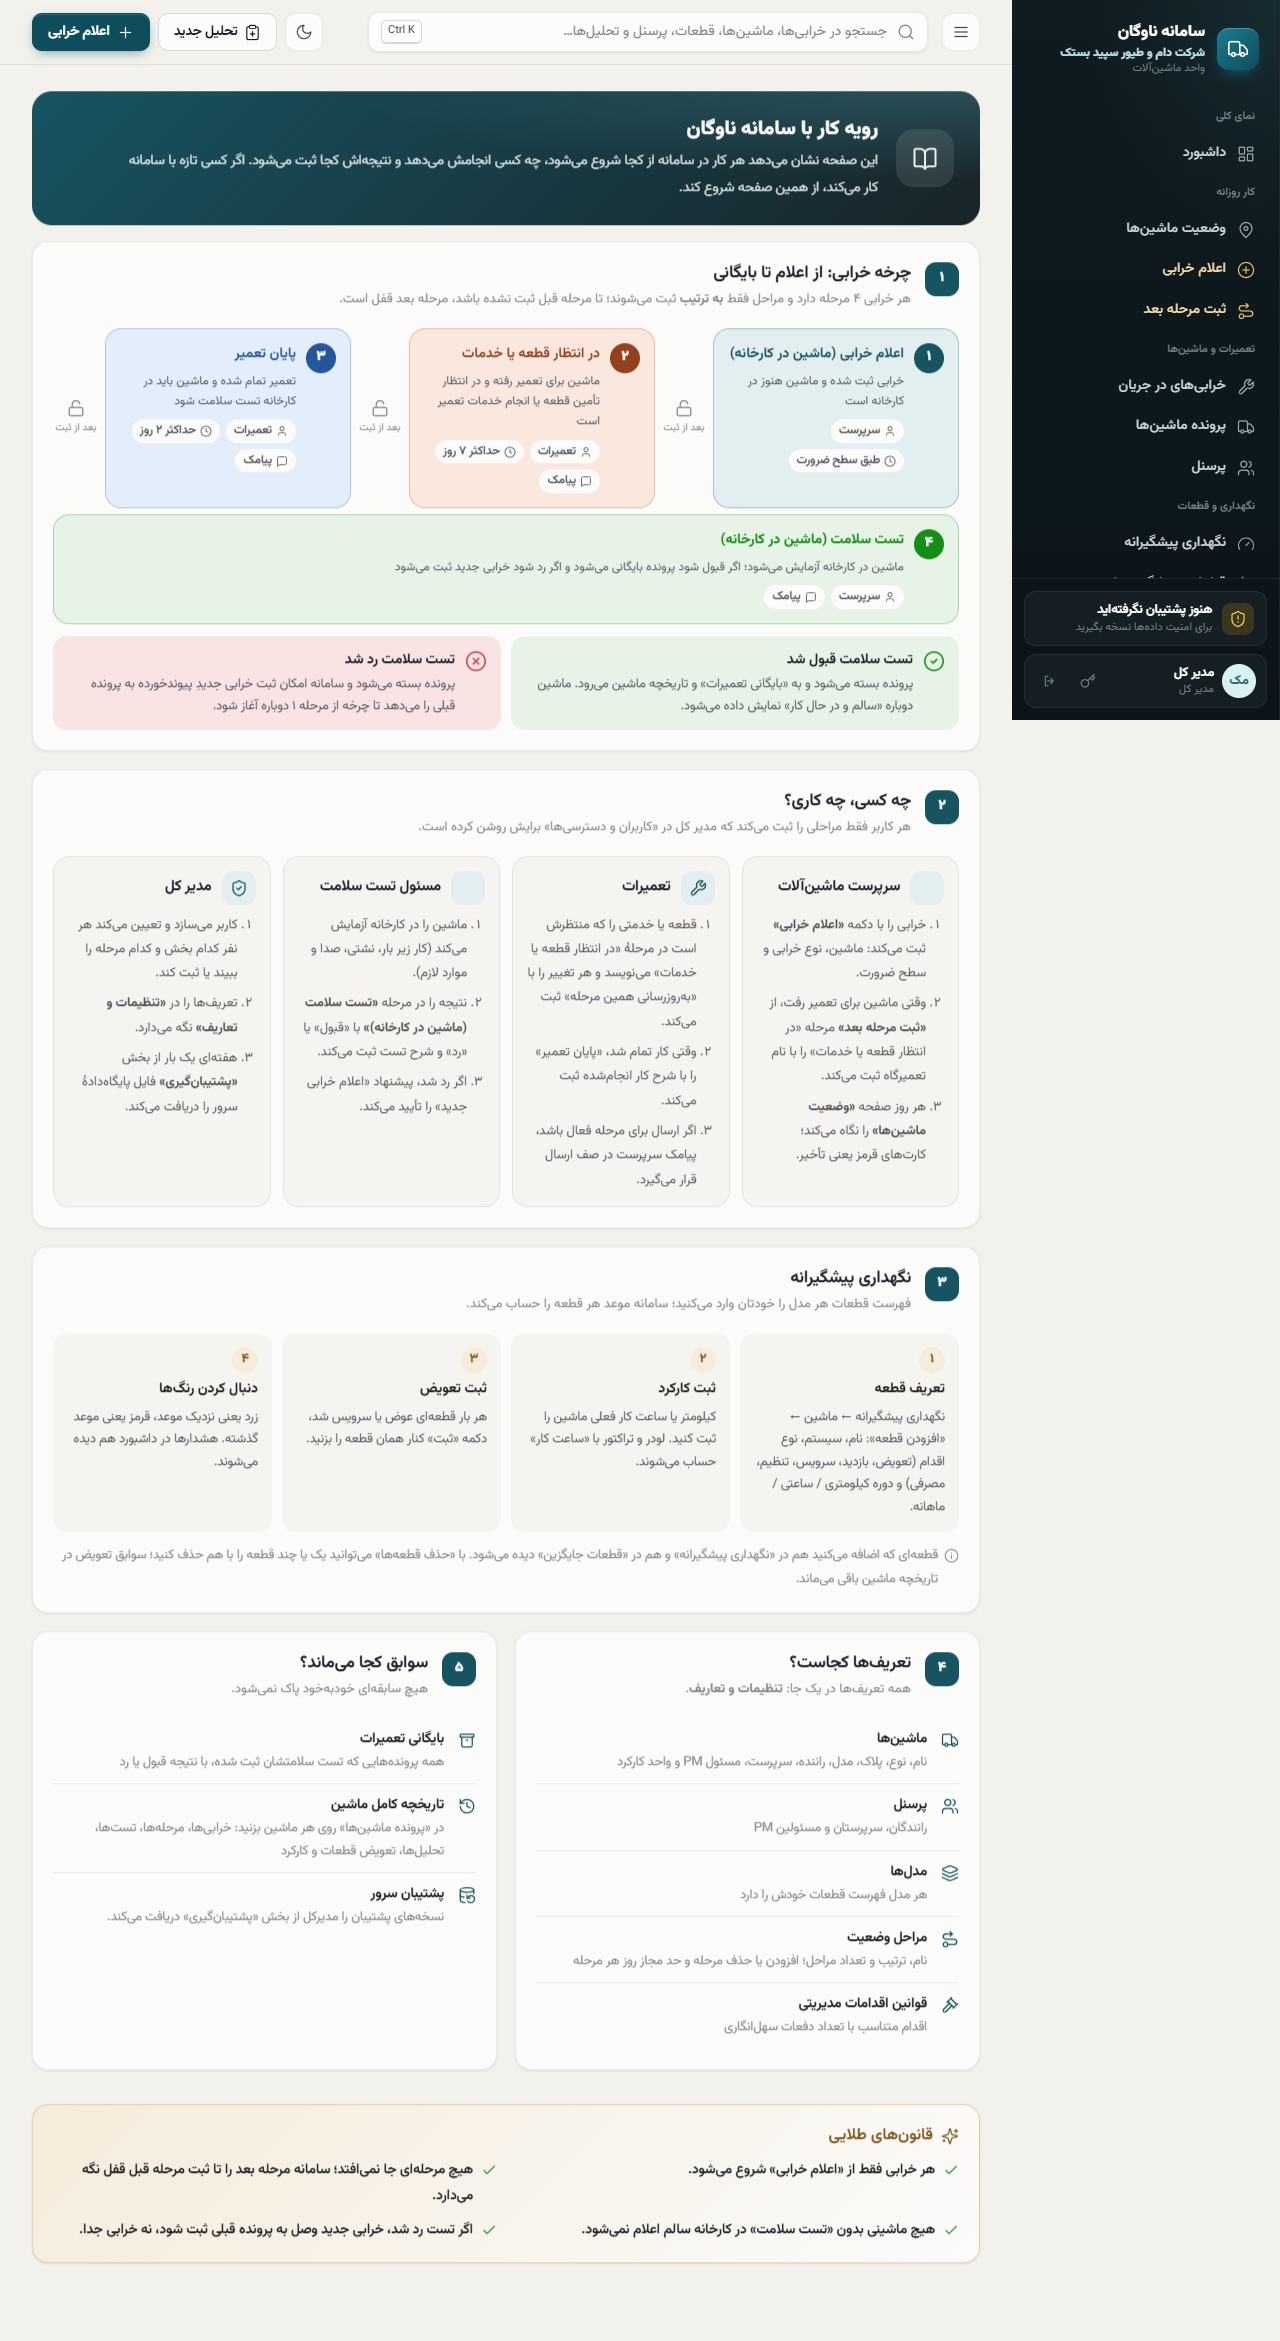 سامانه ناوگان
شرکت دام و طیور سپید بستک
واحد ماشین‌آلات
نمای کلی
داشبورد
کار روزانه
وضعیت ماشین‌ها
اعلام خرابی
ثبت مرحله بعد
تعمیرات و ماشین‌ها
خرابی‌های در جریان
پرونده ماشین‌ها
پرسنل
نگهداری و قطعات
نگهداری پیشگیرانه
هنوز پشتیبان نگرفته‌اید
برای امنیت داده‌ها نسخه بگیرید
مک
مدیر کل
مدیر کل
جستجو در خرابی‌ها، ماشین‌ها، قطعات، پرسنل و تحلیل‌ها...
Ctrl K
تحلیل جدید
اعلام خرابی
رویه کار با سامانه ناوگان
این صفحه نشان می‌دهد هر کار در سامانه از کجا شروع می‌شود، چه کسی انجامش می‌دهد و نتیجه‌اش کجا ثبت می‌شود. اگر کسی تازه با سامانه
کار می‌کند، از همین صفحه شروع کند.
۱
چرخه خرابی: از اعلام تا بایگانی
هر خرابی ۴ مرحله دارد و مراحل فقط به ترتیب ثبت می‌شوند؛ تا مرحله قبل ثبت نشده باشد، مرحله بعد قفل است.
۱
اعلام خرابی (ماشین در کارخانه)
خرابی ثبت شده و ماشین هنوز در
کارخانه است
سرپرست
طبق سطح ضرورت
بعد از ثبت
۲
در انتظار قطعه یا خدمات
ماشین برای تعمیر رفته و در انتظار
تأمین قطعه یا انجام خدمات تعمیر
است
تعمیرات
حداکثر ۷ روز
پیامک
بعد از ثبت
۳
پایان تعمیر
تعمیر تمام شده و ماشین باید در
کارخانه تست سلامت شود
تعمیرات
حداکثر ۲ روز
پیامک
بعد از ثبت
۴
تست سلامت (ماشین در کارخانه)
ماشین در کارخانه آزمایش می‌شود؛ اگر قبول شود پرونده بایگانی می‌شود و اگر رد شود خرابی جدید ثبت می‌شود
سرپرست
پیامک
تست سلامت قبول شد
پرونده بسته می‌شود و به «بایگانی تعمیرات» و تاریخچه ماشین می‌رود. ماشین
دوباره «سالم و در حال کار» نمایش داده می‌شود.
تست سلامت رد شد
پرونده بسته می‌شود و سامانه امکان ثبت خرابی جدیدِ پیوندخورده به پرونده
قبلی را می‌دهد تا چرخه از مرحله ۱ دوباره آغاز شود.
۲
چه کسی، چه کاری؟
هر کاربر فقط مراحلی را ثبت می‌کند که مدیر کل در «کاربران و دسترسی‌ها» برایش روشن کرده است.
سرپرست ماشین‌آلات
۱. خرابی را با دکمه «اعلام خرابی»
ثبت می‌کند: ماشین، نوع خرابی و
سطح ضرورت.
۲. وقتی ماشین برای تعمیر رفت، از
«ثبت مرحله بعد» مرحله «در
انتظار قطعه یا خدمات» را با نام
تعمیرگاه ثبت می‌کند.
۳. هر روز صفحه «وضعیت
ماشین‌ها» را نگاه می‌کند؛
کارت‌های قرمز یعنی تأخیر.
تعمیرات
۱. قطعه یا خدمتی را که منتظرش
است در مرحلهٔ «در انتظار قطعه یا
خدمات» می‌نویسد و هر تغییر را با
«به‌روزرسانی همین مرحله» ثبت
می‌کند.
۲. وقتی کار تمام شد، «پایان تعمیر»
را با شرح کار انجام‌شده ثبت
می‌کند.
۳. اگر ارسال برای مرحله فعال باشد،
پیامک سرپرست در صف ارسال
قرار می‌گیرد.
مسئول تست سلامت
۱. ماشین را در کارخانه آزمایش
می‌کند (کار زیر بار، نشتی، صدا و
موارد لازم).
۲. نتیجه را در مرحله «تست سلامت
(ماشین در کارخانه)» با «قبول» یا
«رد» و شرح تست ثبت می‌کند.
۳. اگر رد شد، پیشنهاد «اعلام خرابی
جدید» را تأیید می‌کند.
مدیر کل
۱. کاربر می‌سازد و تعیین می‌کند هر
نفر کدام بخش و کدام مرحله را
ببیند یا ثبت کند.
۲. تعریف‌ها را در «تنظیمات و
تعاریف» نگه می‌دارد.
۳. هفته‌ای یک بار از بخش
«پشتیبان‌گیری» فایل پایگاه‌دادهٔ
سرور را دریافت می‌کند.
۳
نگهداری پیشگیرانه
فهرست قطعات هر مدل را خودتان وارد می‌کنید؛ سامانه موعد هر قطعه را حساب می‌کند.
۱
تعریف قطعه
نگهداری پیشگیرانه ← ماشین ←
«افزودن قطعه»: نام، سیستم، نوع
اقدام (تعویض، بازدید، سرویس، تنظیم،
مصرفی) و دوره کیلومتری / ساعتی /
ماهانه.
۲
ثبت کارکرد
کیلومتر یا ساعت کار فعلی ماشین را
ثبت کنید. لودر و تراکتور با «ساعت کار»
حساب می‌شوند.
۳
ثبت تعویض
هر بار قطعه‌ای عوض یا سرویس شد،
دکمه «ثبت» کنار همان قطعه را بزنید.
۴
دنبال کردن رنگ‌ها
زرد یعنی نزدیک موعد، قرمز یعنی موعد
گذشته. هشدارها در داشبورد هم دیده
می‌شوند.
قطعه‌ای که اضافه می‌کنید هم در «نگهداری پیشگیرانه» و هم در «قطعات جایگزین» دیده می‌شود. با «حذف قطعه‌ها» می‌توانید یک یا چند قطعه را با هم حذف کنید؛ سوابق تعویض در
تاریخچه ماشین باقی می‌ماند.
۴
تعریف‌ها کجاست؟
همه تعریف‌ها در یک جا: تنظیمات و تعاریف.
ماشین‌ها
نام، نوع، پلاک، مدل، راننده، سرپرست، مسئول PM و واحد کارکرد
پرسنل
رانندگان، سرپرستان و مسئولین PM
مدل‌ها
هر مدل فهرست قطعات خودش را دارد
مراحل وضعیت
نام، ترتیب و تعداد مراحل؛ افزودن یا حذف مرحله و حد مجاز روز هر مرحله
قوانین اقدامات مدیریتی
اقدام متناسب با تعداد دفعات سهل‌انگاری
۵
سوابق کجا می‌ماند؟
هیچ سابقه‌ای خودبه‌خود پاک نمی‌شود.
بایگانی تعمیرات
همه پرونده‌هایی که تست سلامتشان ثبت شده، با نتیجه قبول یا رد
تاریخچه کامل ماشین
در «پرونده ماشین‌ها» روی هر ماشین بزنید: خرابی‌ها، مرحله‌ها، تست‌ها،
تحلیل‌ها، تعویض قطعات و کارکرد
پشتیبان سرور
نسخه‌های پشتیبان را مدیرکل از بخش «پشتیبان‌گیری» دریافت می‌کند.
قانون‌های طلایی
هر خرابی فقط از «اعلام خرابی» شروع می‌شود.
هیچ مرحله‌ای جا نمی‌افتد؛ سامانه مرحله بعد را تا ثبت مرحله قبل قفل نگه
می‌دارد.
هیچ ماشینی بدون «تست سلامت» در کارخانه سالم اعلام نمی‌شود.
اگر تست رد شد، خرابی جدید وصل به پرونده قبلی ثبت شود، نه خرابی جدا.